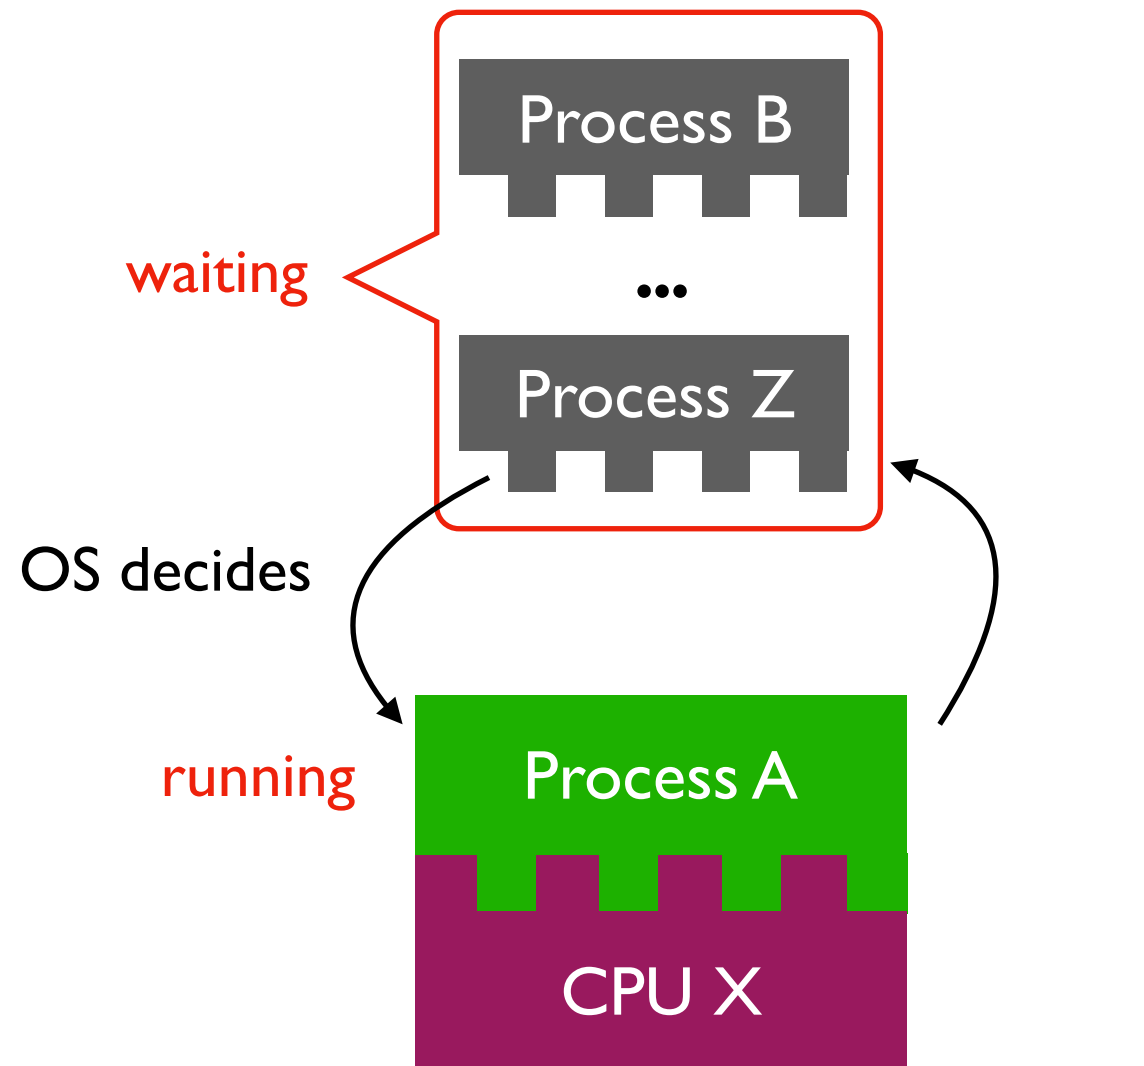 Process B
waiting
...
Process Z
OS decides
running
Process A
CPU X